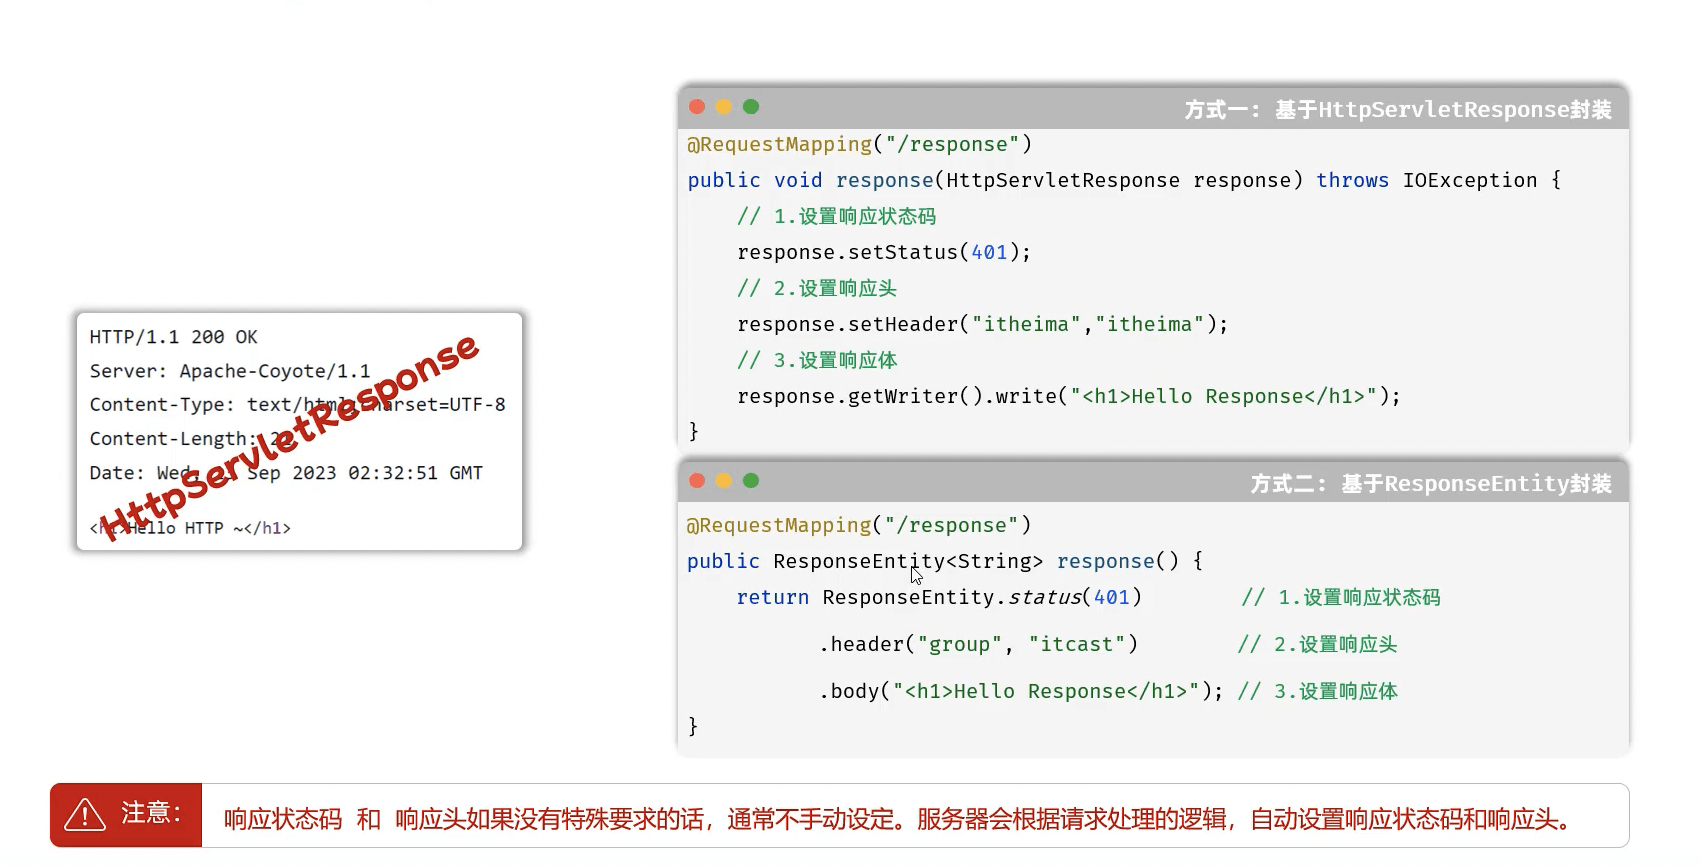 HTTP/1.1 200 OK
Server: Apache-Coyote/1.1
Content-Type: text/html;charset=UTF-8
Content-Length:
Date: Wed, Sep 2023 02:32:51 GMT
<h1>Hello HTTP ~</h1>
HttpServletResponse
方式一: 基于HttpServletResponse封装
@RequestMapping("/response")
public void response(HttpServletResponse response) throws IOException {
// 1.设置响应状态码
response.setStatus(401);
// 2.设置响应头
response.setHeader("itheima","itheima");
// 3.设置响应体
response.getWriter().write("<h1>Hello Response</h1>");
}
方式二: 基于ResponseEntity封装
@RequestMapping("/response")
public ResponseEntity<String> response() {
return ResponseEntity.status(401) // 1.设置响应状态码
.header("group", "itcast") // 2.设置响应头
.body("<h1>Hello Response</h1>"); // 3.设置响应体
}
注意: 响应状态码 和 响应头如果没有特殊要求的话，通常不手动设定。服务器会根据请求处理的逻辑，自动设置响应状态码和响应头。